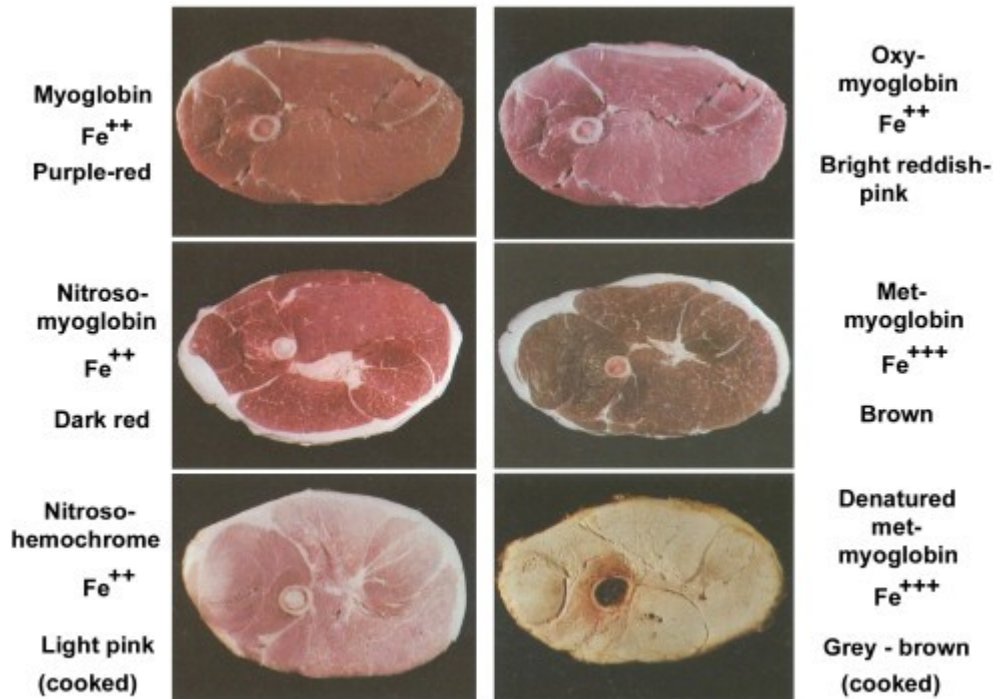 Myoglobin
Fe++
Purple-red
Oxy-
myoglobin
Fe++
Bright reddish-
pink
Nitroso-
myoglobin
Fe++
Dark red
Met-
myoglobin
Fe+++
Brown
Nitroso-
hemochrome
Fe++
Light pink
(cooked)
Denatured
met-
myoglobin
Fe+++
Grey - brown
(cooked)